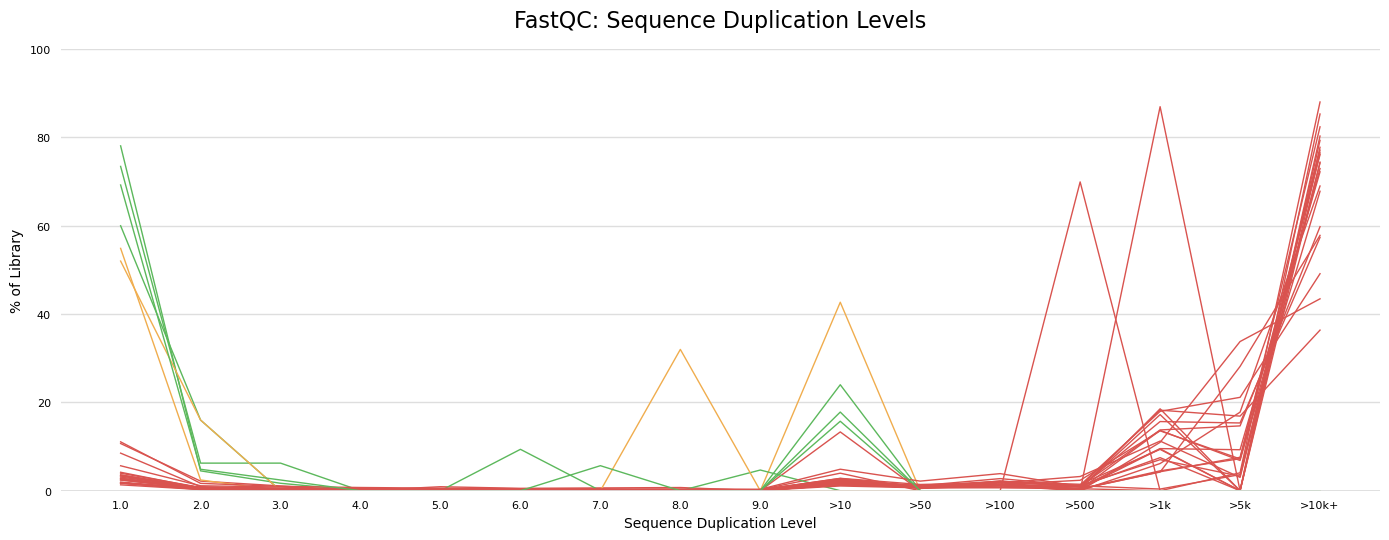 FastQC: Sequence Duplication Levels
100
80
60
40
20
0
% of Library
1.0 2.0 3.0 4.0 5.0 6.0 7.0 8.0 9.0 >10 >50 >100 >500 >1k >5k >10k+
Sequence Duplication Level